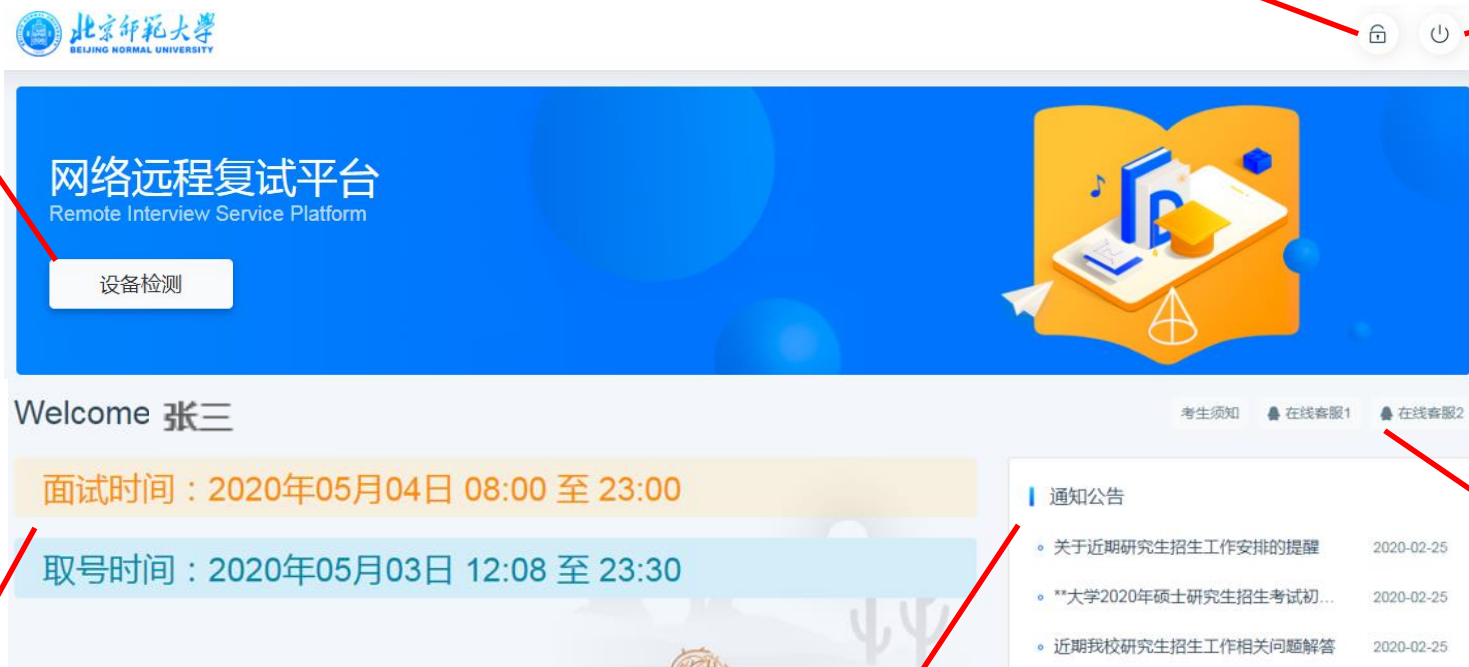 北京师范大学
BEIJING NORMAL UNIVERSITY
网络远程复试平台
Remote Interview Service Platform
设备检测
Welcome 张三
考生须知 在线客服1 在线客服2
面试时间：2020年05月04日 08:00 至 23:00
取号时间：2020年05月03日 12:08 至 23:30
通知公告
关于近期研究生招生工作安排的提醒 2020-02-25
**大学2020年硕士研究生招生考试初... 2020-02-25
近期我校研究生招生工作相关问题解答 2020-02-25